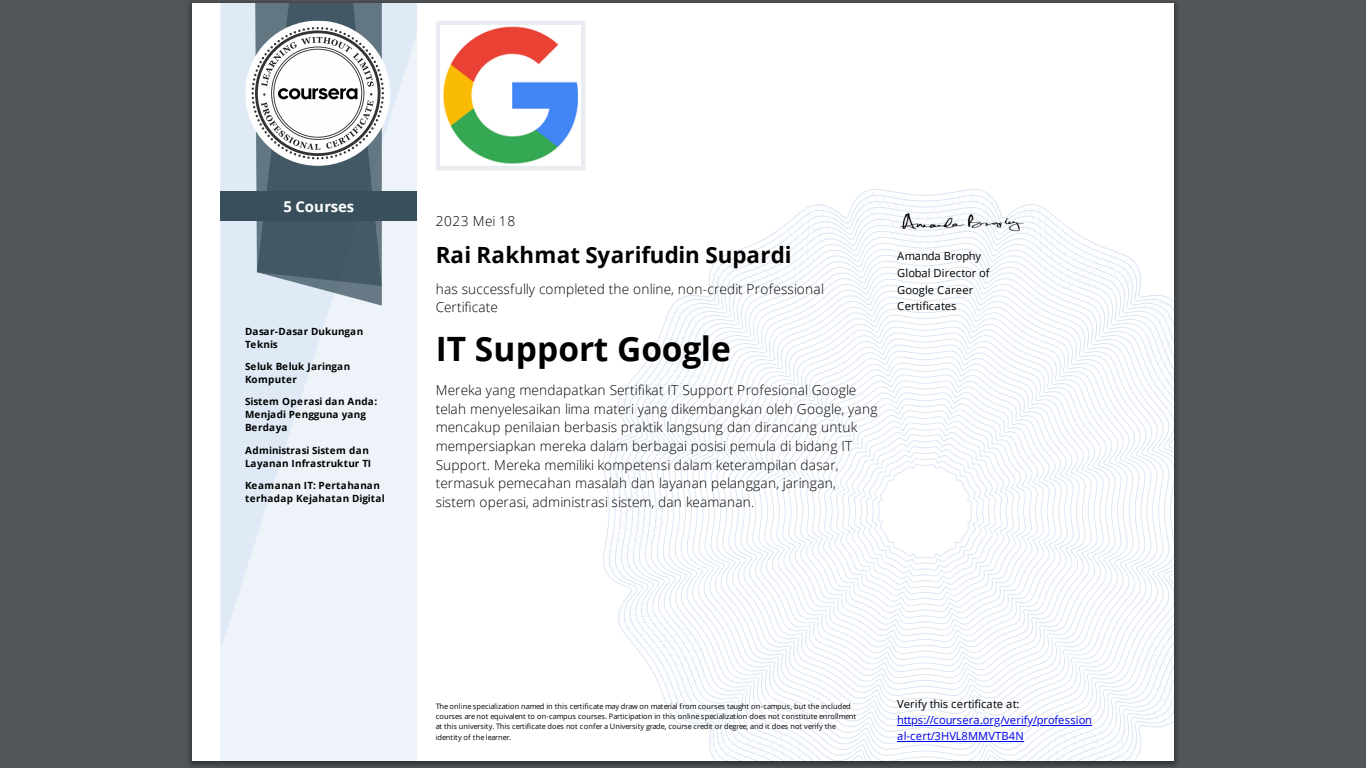 LEARNING WITHOUT LIMITS
coursera
PROFESSIONAL CERTIFICATE
5 Courses
Dasar-Dasar Dukungan
Teknis
Seluk Beluk Jaringan
Komputer
Sistem Operasi dan Anda:
Menjadi Pengguna yang
Berdaya
Administrasi Sistem dan
Layanan Infrastruktur TI
Keamanan IT: Pertahanan
terhadap Kejahatan Digital
2023 Mei 18
Rai Rakhmat Syarifudin Supardi
has successfully completed the online, non-credit Professional
Certificate
IT Support Google
Mereka yang mendapatkan Sertifikat IT Support Profesional Google
telah menyelesaikan lima materi yang dikembangkan oleh Google, yang
mencakup penilaian berbasis praktik langsung dan dirancang untuk
mempersiapkan mereka dalam berbagai posisi pemula di bidang IT
Support. Mereka memiliki kompetensi dalam keterampilan dasar,
termasuk pemecahan masalah dan layanan pelanggan, jaringan,
sistem operasi, administrasi sistem, dan keamanan.
Amanda Brophy
Amanda Brophy
Global Director of
Google Career
Certificates
The online specialization named in this certificate may draw on material from courses taught on-campus, but the included
courses are not equivalent to on-campus courses. Participation in this online specialization does not constitute enrollment
at this university. This certificate does not confer a University grade, course credit or degree, and it does not verify the
identity of the learner.
Verify this certificate at:
https://coursera.org/verify/profession
al-cert/3HVL8MMVTB4N